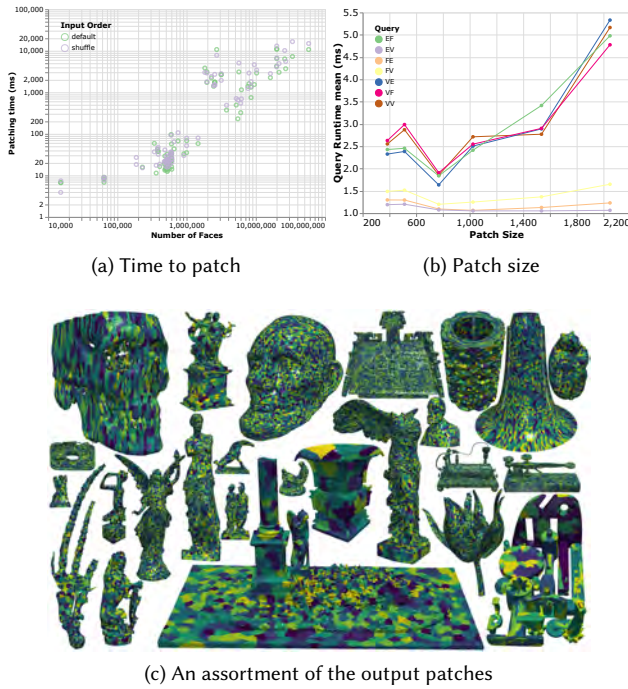 100,000
10,000
2,000
1,000
200
100
20
10
2
1
Patching time (ms)
Input Order
default
shuffle
10,000
100,000
1,000,000
10,000,000
100,000,000
Number of Faces
(a) Time to patch
5.5
5.0
4.5
4.0
3.5
3.0
2.5
2.0
1.5
1.0
Query Runtime mean (ms)
Query
EF
EV
FE
FV
VE
VF
VV
200
600
1,000
1,400
1,800
2,200
Patch Size
(b) Patch size
(c) An assortment of the output patches